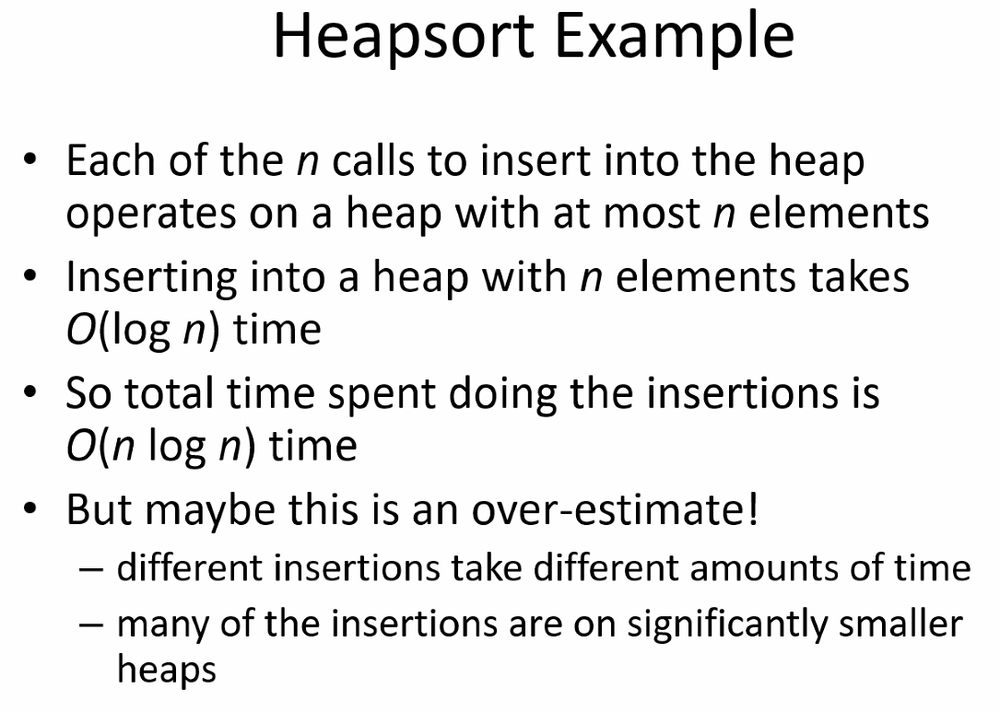 Heapsort Example
• Each of the n calls to insert into the heap
operates on a heap with at most n elements
• Inserting into a heap with n elements takes
O(log n) time
• So total time spent doing the insertions is
O(n log n) time
• But maybe this is an over-estimate!
– different insertions take different amounts of time
– many of the insertions are on significantly smaller
heaps